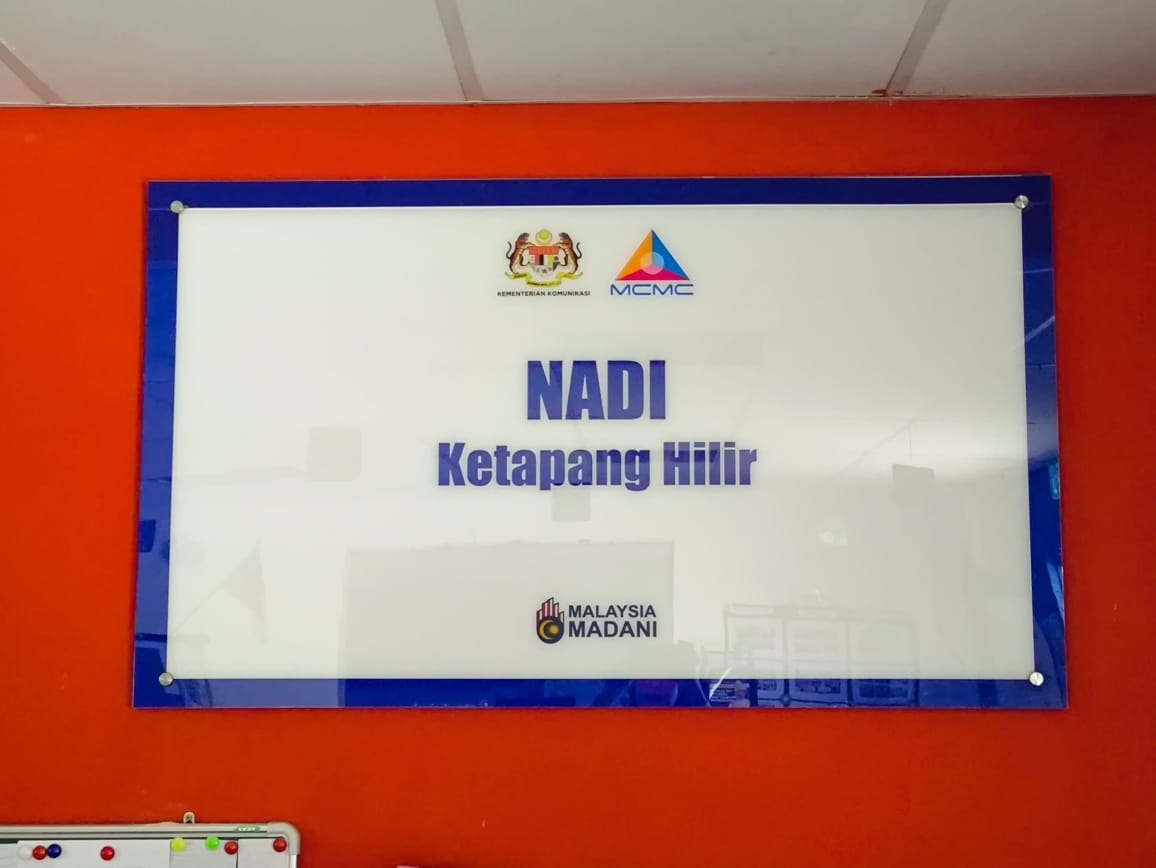 KEMENTERIAN KOMUNIKASI
MCMC
NADI
Ketapang Hilir
MALAYSIA
MADANI